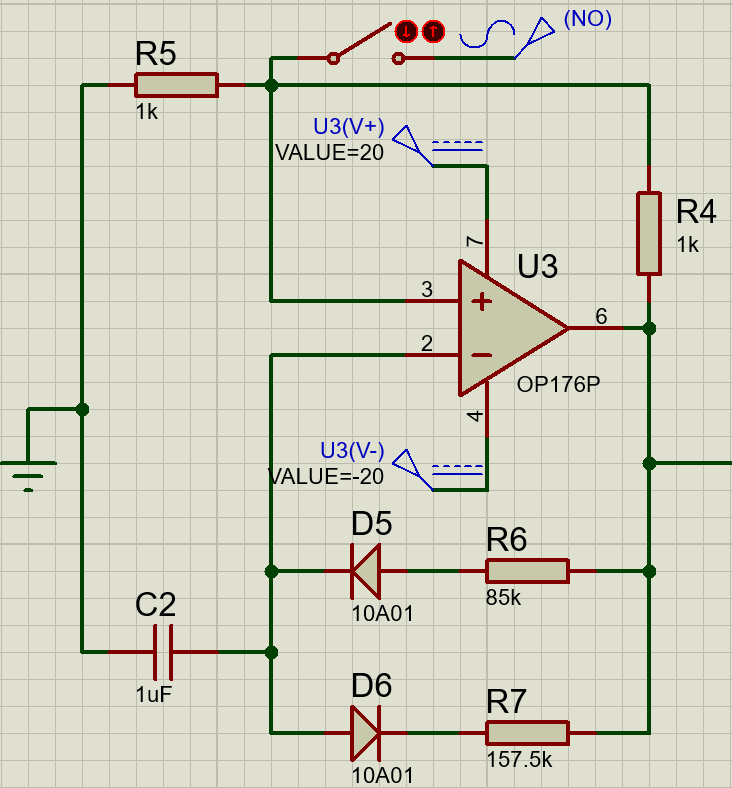 (NO)
R5
1k
U3(V+)
VALUE=20
R4
1k
7
U3
3
6
2
OP176P
4
U3(V-)
VALUE=-20
D5
R6
10A01
85k
C2
1uF
D6
R7
10A01
157.5k